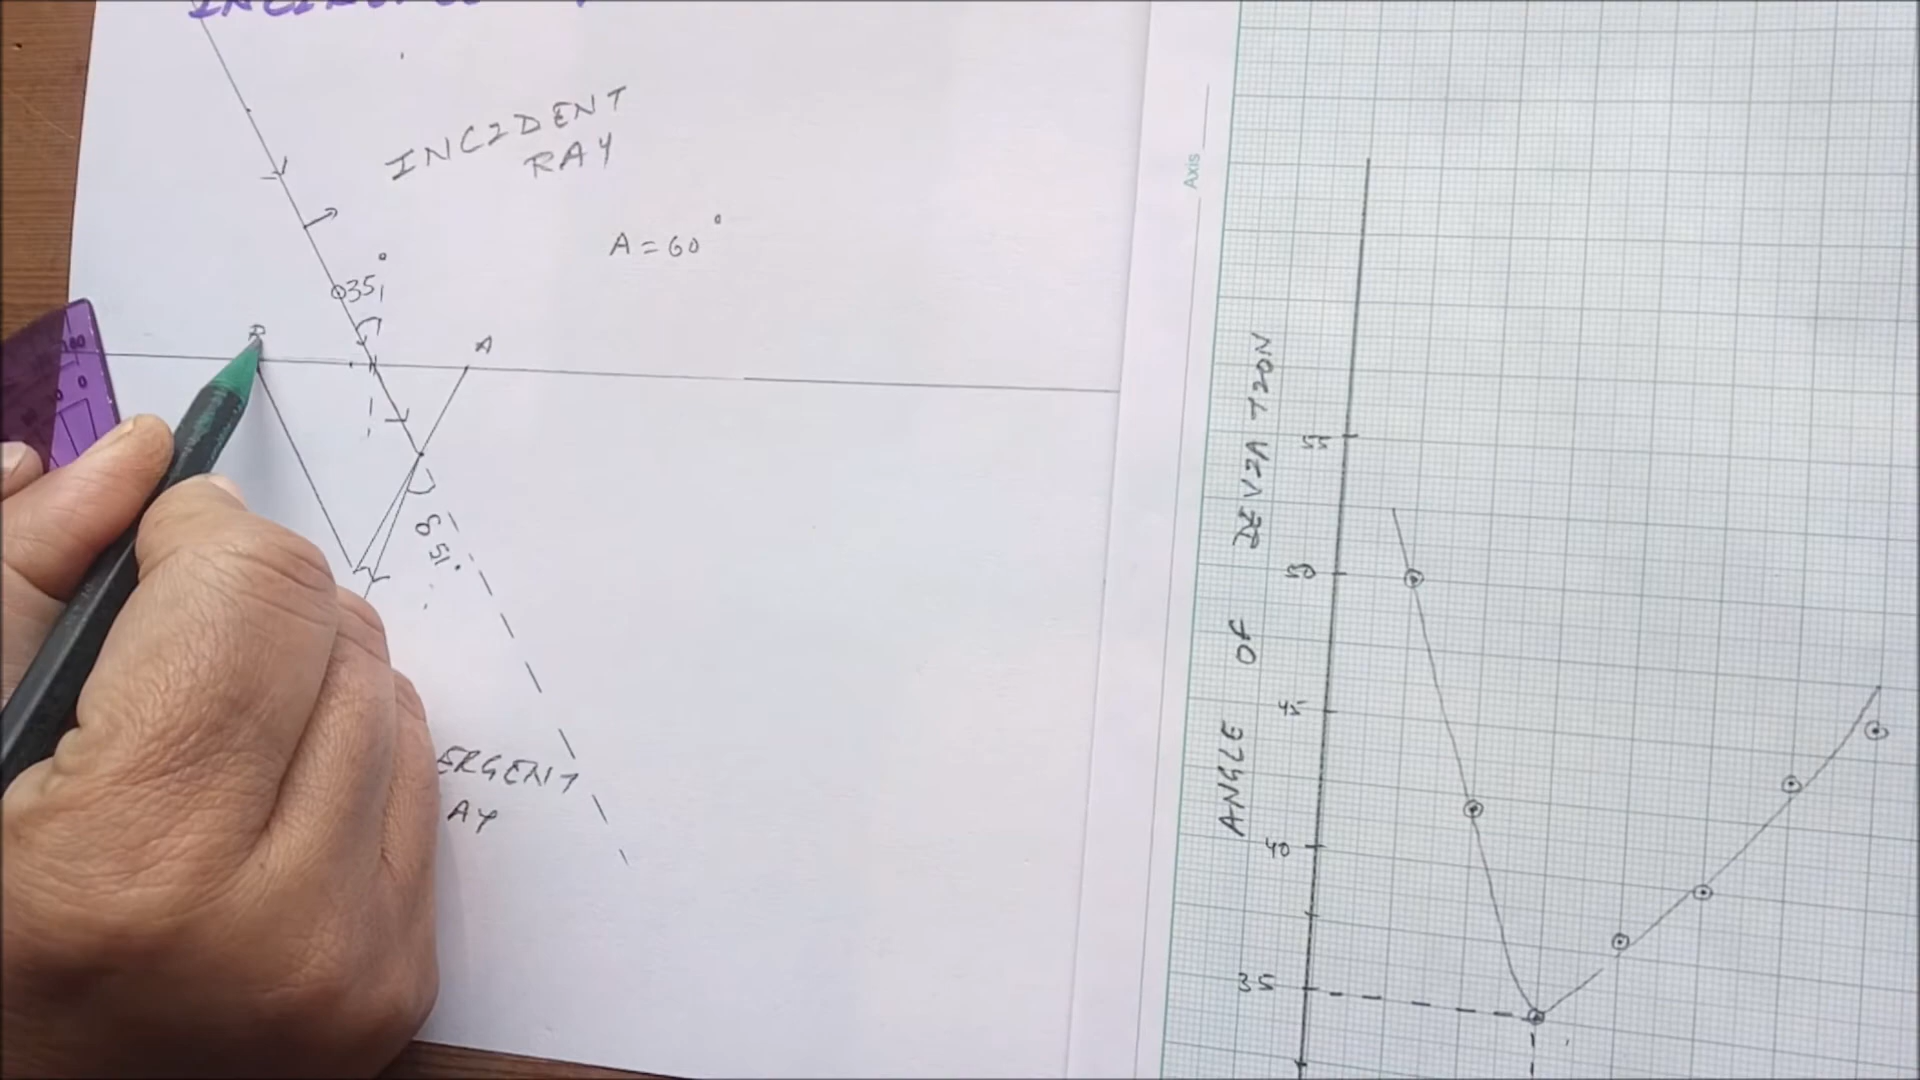 INCIDENT
RAY
A = 60°
35°
B
A
51°
ERGENT
AY
Axis
ANGLE OF DEVIATION
55
50
45
40
35